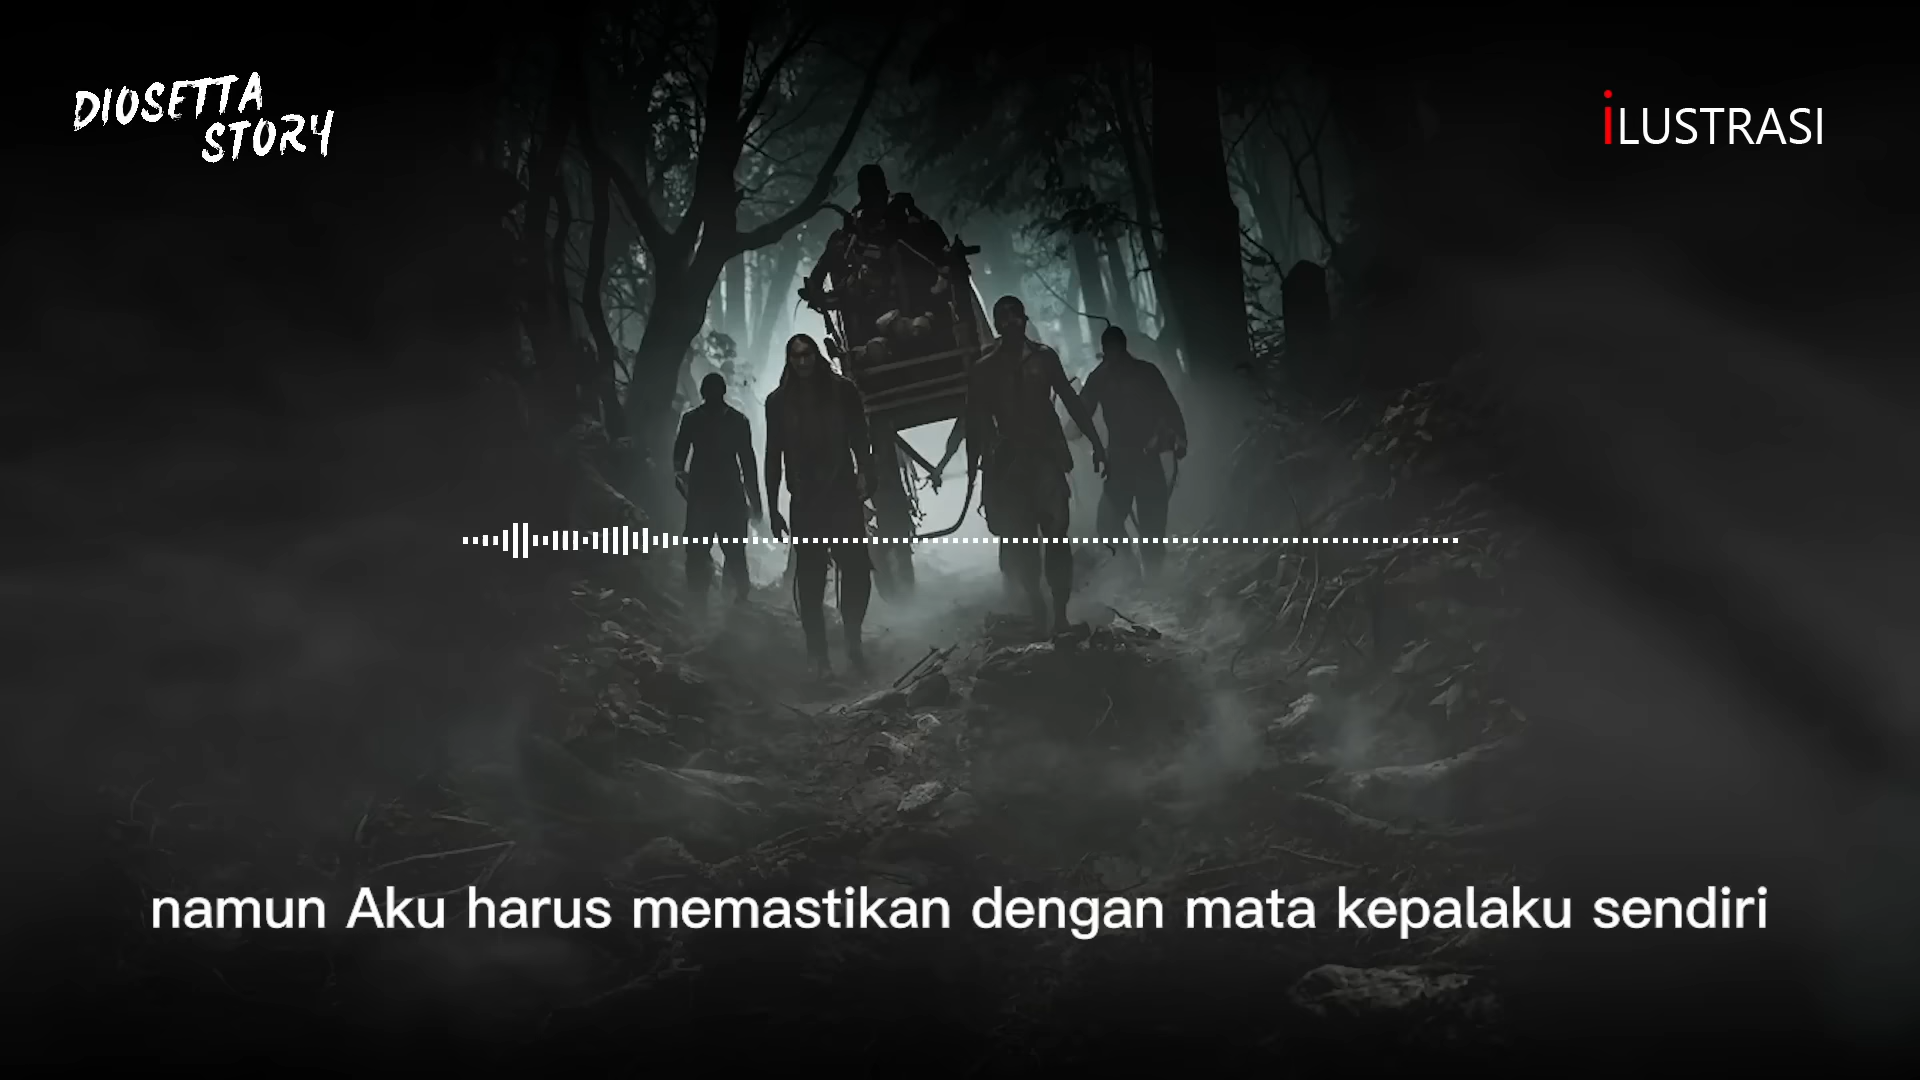 DIOSETTA
STORY
iLUSTRASI
namun Aku harus memastikan dengan mata kepalaku sendiri